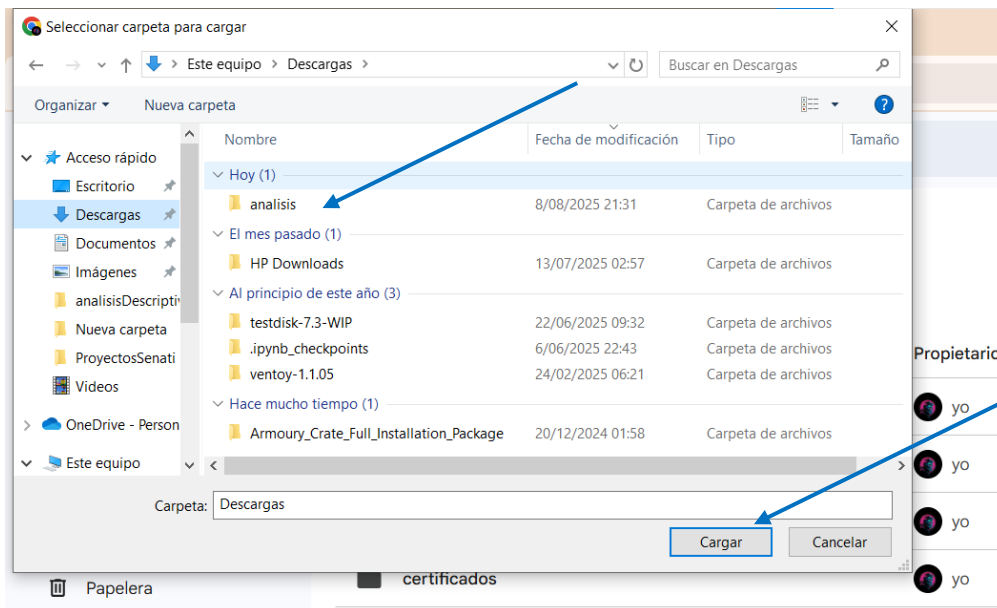 Seleccionar carpeta para cargar
Este equipo > Descargas >
Buscar en Descargas
Organizar
Nueva carpeta
?
Nombre
Fecha de modificación
Tipo
Tamaño
Acceso rápido
Escritorio
Descargas
Documentos
Imágenes
analisisDescripti
Nueva carpeta
ProyectosSenati
Videos
OneDrive - Person
Este equipo
Hoy (1)
analisis 8/08/2025 21:31 Carpeta de archivos
El mes pasado (1)
HP Downloads 13/07/2025 02:57 Carpeta de archivos
Al principio de este año (3)
testdisk-7.3-WIP 22/06/2025 09:32 Carpeta de archivos
.ipynb_checkpoints 6/06/2025 22:43 Carpeta de archivos
ventoy-1.1.05 24/02/2025 06:21 Carpeta de archivos
Hace mucho tiempo (1)
Armoury_Crate_Full_Installation_Package 20/12/2024 01:58 Carpeta de archivos
Carpeta: Descargas
Cargar
Cancelar
Propietario
yo
yo
yo
yo
Papelera
certificados